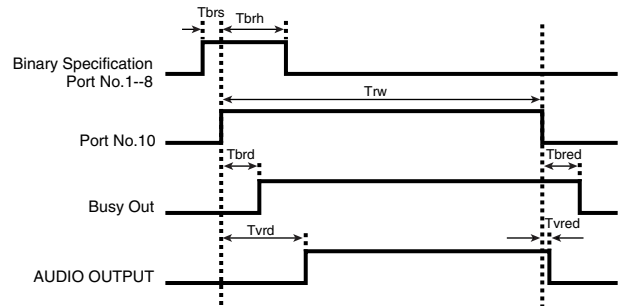 Tbrs
Tbrh
Binary Specification
Port No.1--8
Trw
Port No.10
Tbrd
Tbred
Busy Out
Tvrd
Tvred
AUDIO OUTPUT